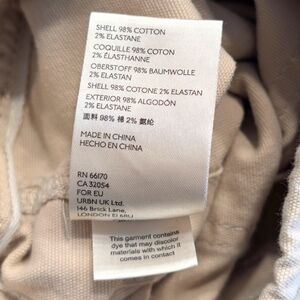 SHELL 98% COTTON
2% ELASTANE
COQUILLE 98% COTON
2% ÉLASTHANNE
OBERSTOFF 98% BAUMWOLLE
2% ELASTAN
SHELL 98% COTONE 2% ELASTAN
EXTERIOR 98% ALGODÓN
2% ELASTANE
面料 98% 棉 2% 氨纶
MADE IN CHINA
HECHO EN CHINA
RN 66170
CA 32054
FOR EU
URBN UK Ltd.
146 Brick Lane,
LONDON E1 6RU
This garment contains
dye that may discolor
materials with which it
comes in contact